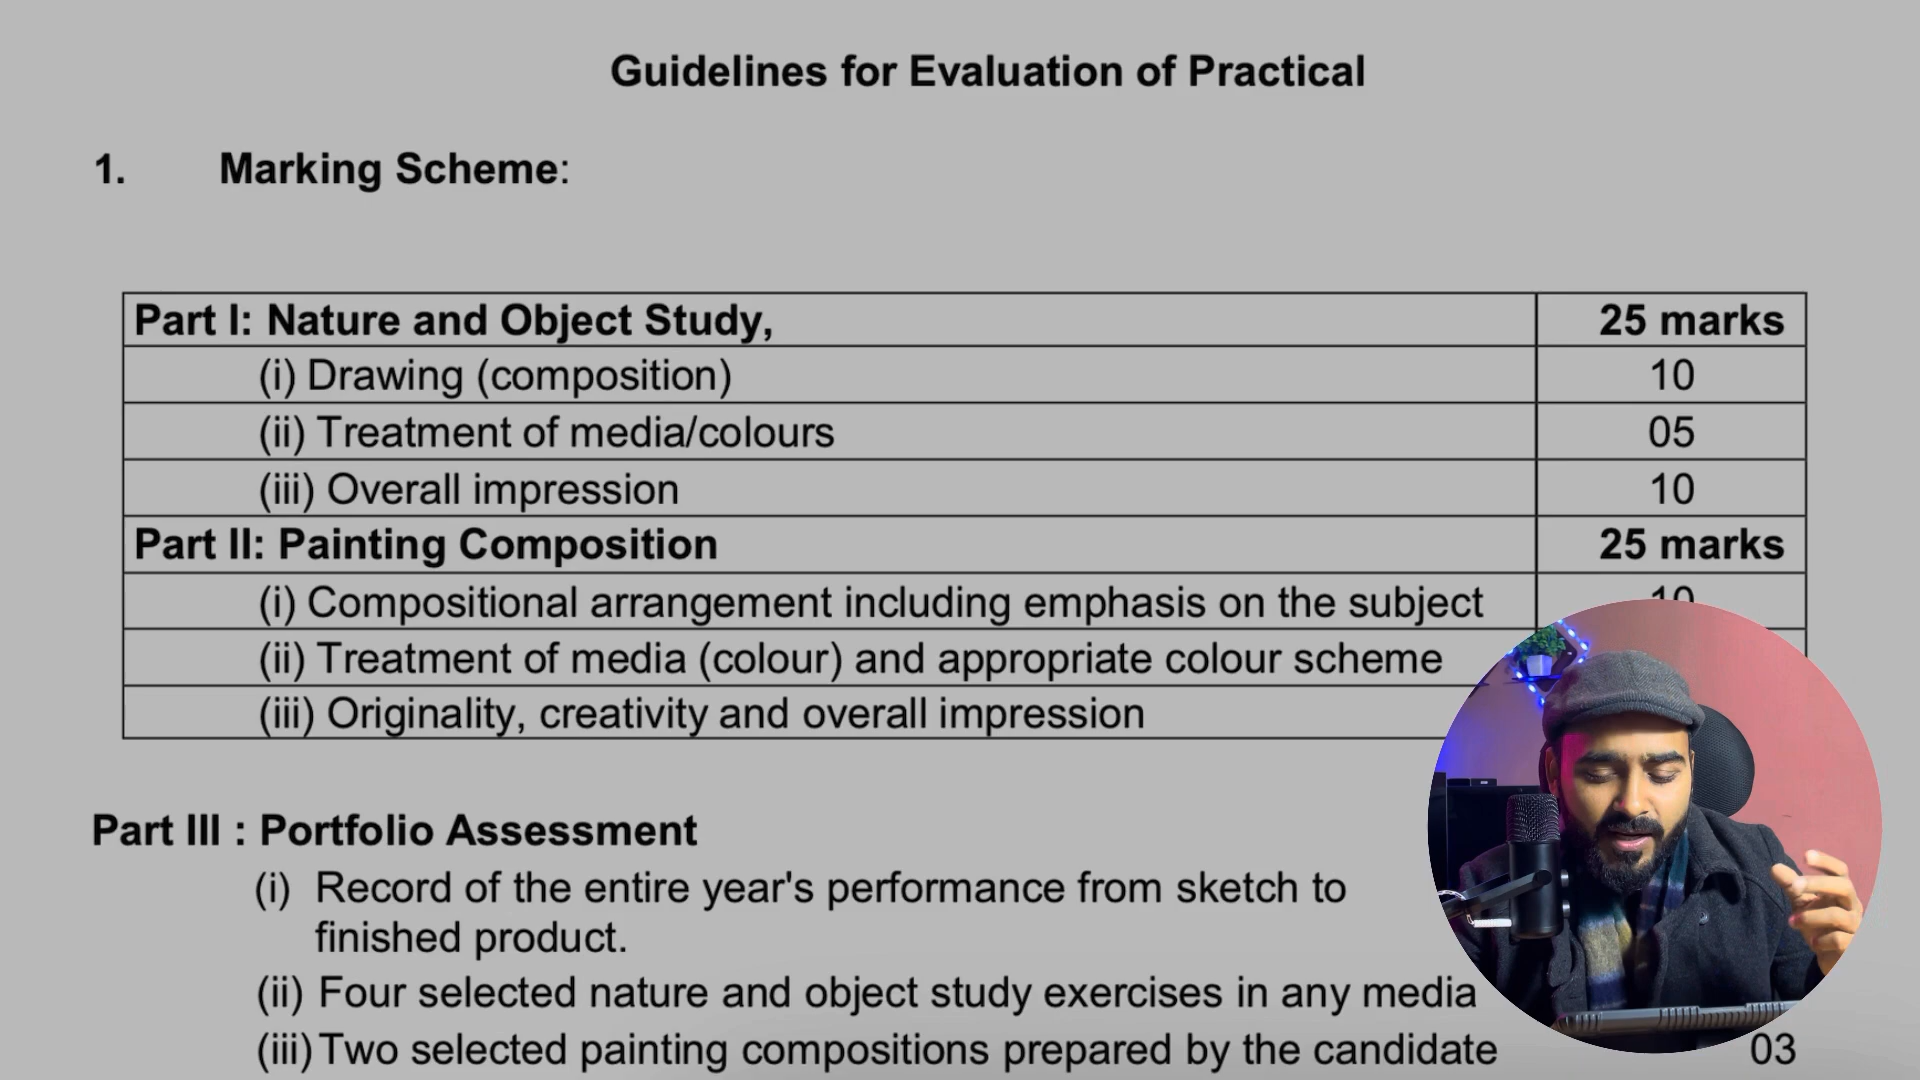 Guidelines for Evaluation of Practical
1. Marking Scheme:
Part I: Nature and Object Study, 25 marks
(i) Drawing (composition) 10
(ii) Treatment of media/colours 05
(iii) Overall impression 10
Part II: Painting Composition 25 marks
(i) Compositional arrangement including emphasis on the subject 10
(ii) Treatment of media (colour) and appropriate colour scheme
(iii) Originality, creativity and overall impression
Part III : Portfolio Assessment
(i) Record of the entire year's performance from sketch to
finished product.
(ii) Four selected nature and object study exercises in any media
(iii) Two selected painting compositions prepared by the candidate 03